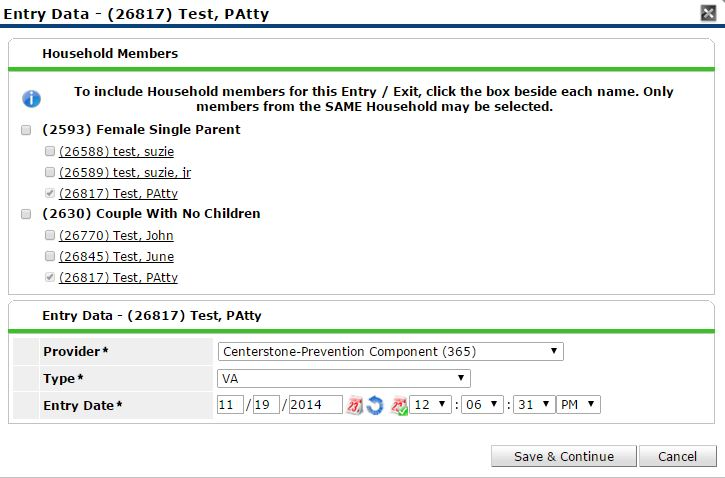 Entry Data - (26817) Test, PAtty
Household Members
To include Household members for this Entry / Exit, click the box beside each name. Only
members from the SAME Household may be selected.
(2593) Female Single Parent
(26588) test, suzie
(26589) test, suzie, jr
(26817) Test, PAtty
(2630) Couple With No Children
(26770) Test, John
(26845) Test, June
(26817) Test, PAtty
Entry Data - (26817) Test, PAtty
Provider* Centerstone-Prevention Component (365)
Type* VA
Entry Date* 11 / 19 / 2014 12 : 06 : 31 PM
Save & Continue Cancel